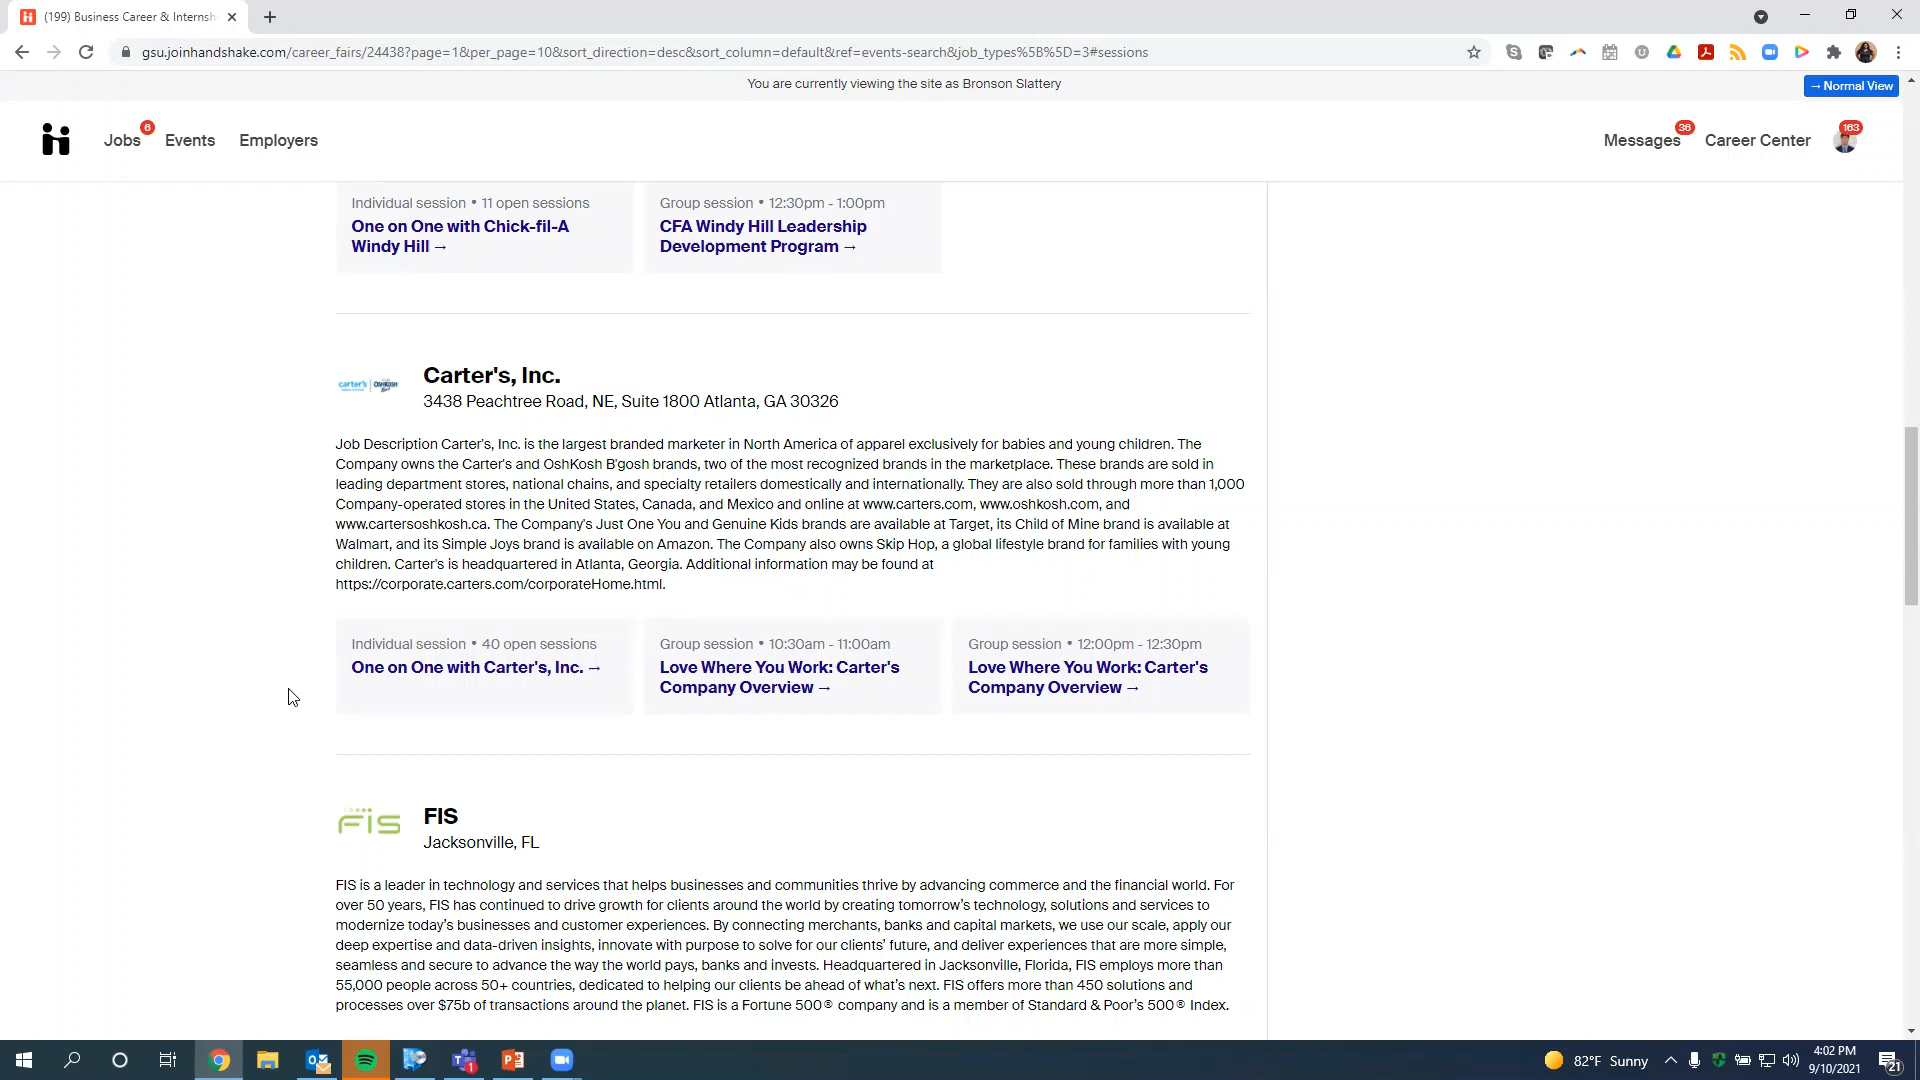 (199) Business Career & Internsh
gsu.joinhandshake.com/career_fairs/24438?page=1&per_page=10&sort_direction=desc&sort_column=default&ref=events-search&job_types%5B%5D=3#sessions
You are currently viewing the site as Bronson Slattery
→ Normal View
Jobs 6 Events Employers
Messages 36 Career Center 163
Individual session • 11 open sessions
One on One with Chick-fil-A
Windy Hill →
Group session • 12:30pm - 1:00pm
CFA Windy Hill Leadership
Development Program →
carter's OshKosh
Carter's, Inc.
3438 Peachtree Road, NE, Suite 1800 Atlanta, GA 30326
Job Description Carter's, Inc. is the largest branded marketer in North America of apparel exclusively for babies and young children. The
Company owns the Carter's and OshKosh B'gosh brands, two of the most recognized brands in the marketplace. These brands are sold in
leading department stores, national chains, and specialty retailers domestically and internationally. They are also sold through more than 1,000
Company-operated stores in the United States, Canada, and Mexico and online at www.carters.com, www.oshkosh.com, and
www.cartersoshkosh.ca. The Company's Just One You and Genuine Kids brands are available at Target, its Child of Mine brand is available at
Walmart, and its Simple Joys brand is available on Amazon. The Company also owns Skip Hop, a global lifestyle brand for families with young
children. Carter's is headquartered in Atlanta, Georgia. Additional information may be found at
https://corporate.carters.com/corporateHome.html.
Individual session • 40 open sessions
One on One with Carter's, Inc. →
Group session • 10:30am - 11:00am
Love Where You Work: Carter's
Company Overview →
Group session • 12:00pm - 12:30pm
Love Where You Work: Carter's
Company Overview →
FIS
FIS
Jacksonville, FL
FIS is a leader in technology and services that helps businesses and communities thrive by advancing commerce and the financial world. For
over 50 years, FIS has continued to drive growth for clients around the world by creating tomorrow's technology, solutions and services to
modernize today's businesses and customer experiences. By connecting merchants, banks and capital markets, we use our scale, apply our
deep expertise and data-driven insights, innovate with purpose to solve for our clients' future, and deliver experiences that are more simple,
seamless and secure to advance the way the world pays, banks and invests. Headquartered in Jacksonville, Florida, FIS employs more than
55,000 people across 50+ countries, dedicated to helping our clients be ahead of what's next. FIS offers more than 450 solutions and
processes over $75b of transactions around the planet. FIS is a Fortune 500® company and is a member of Standard & Poor's 500® Index.
82°F Sunny
4:02 PM
9/10/2021
21